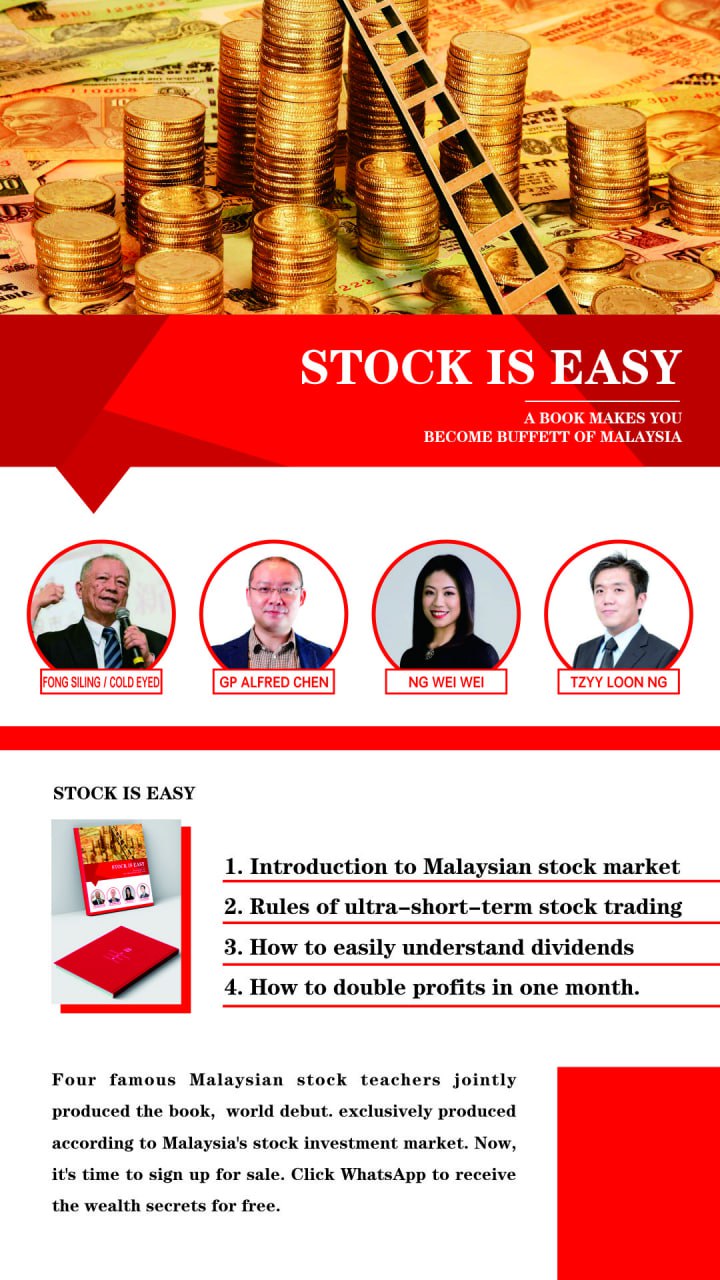 STOCK IS EASY
A BOOK MAKES YOU
BECOME BUFFETT OF MALAYSIA
FONG SILING / COLD EYED
GP ALFRED CHEN
NG WEI WEI
TZYY LOON NG
STOCK IS EASY
STOCK IS EASY
1. Introduction to Malaysian stock market
2. Rules of ultra-short-term stock trading
3. How to easily understand dividends
4. How to double profits in one month.
Four famous Malaysian stock teachers jointly
produced the book, world debut. exclusively produced
according to Malaysia's stock investment market. Now,
it's time to sign up for sale. Click WhatsApp to receive
the wealth secrets for free.